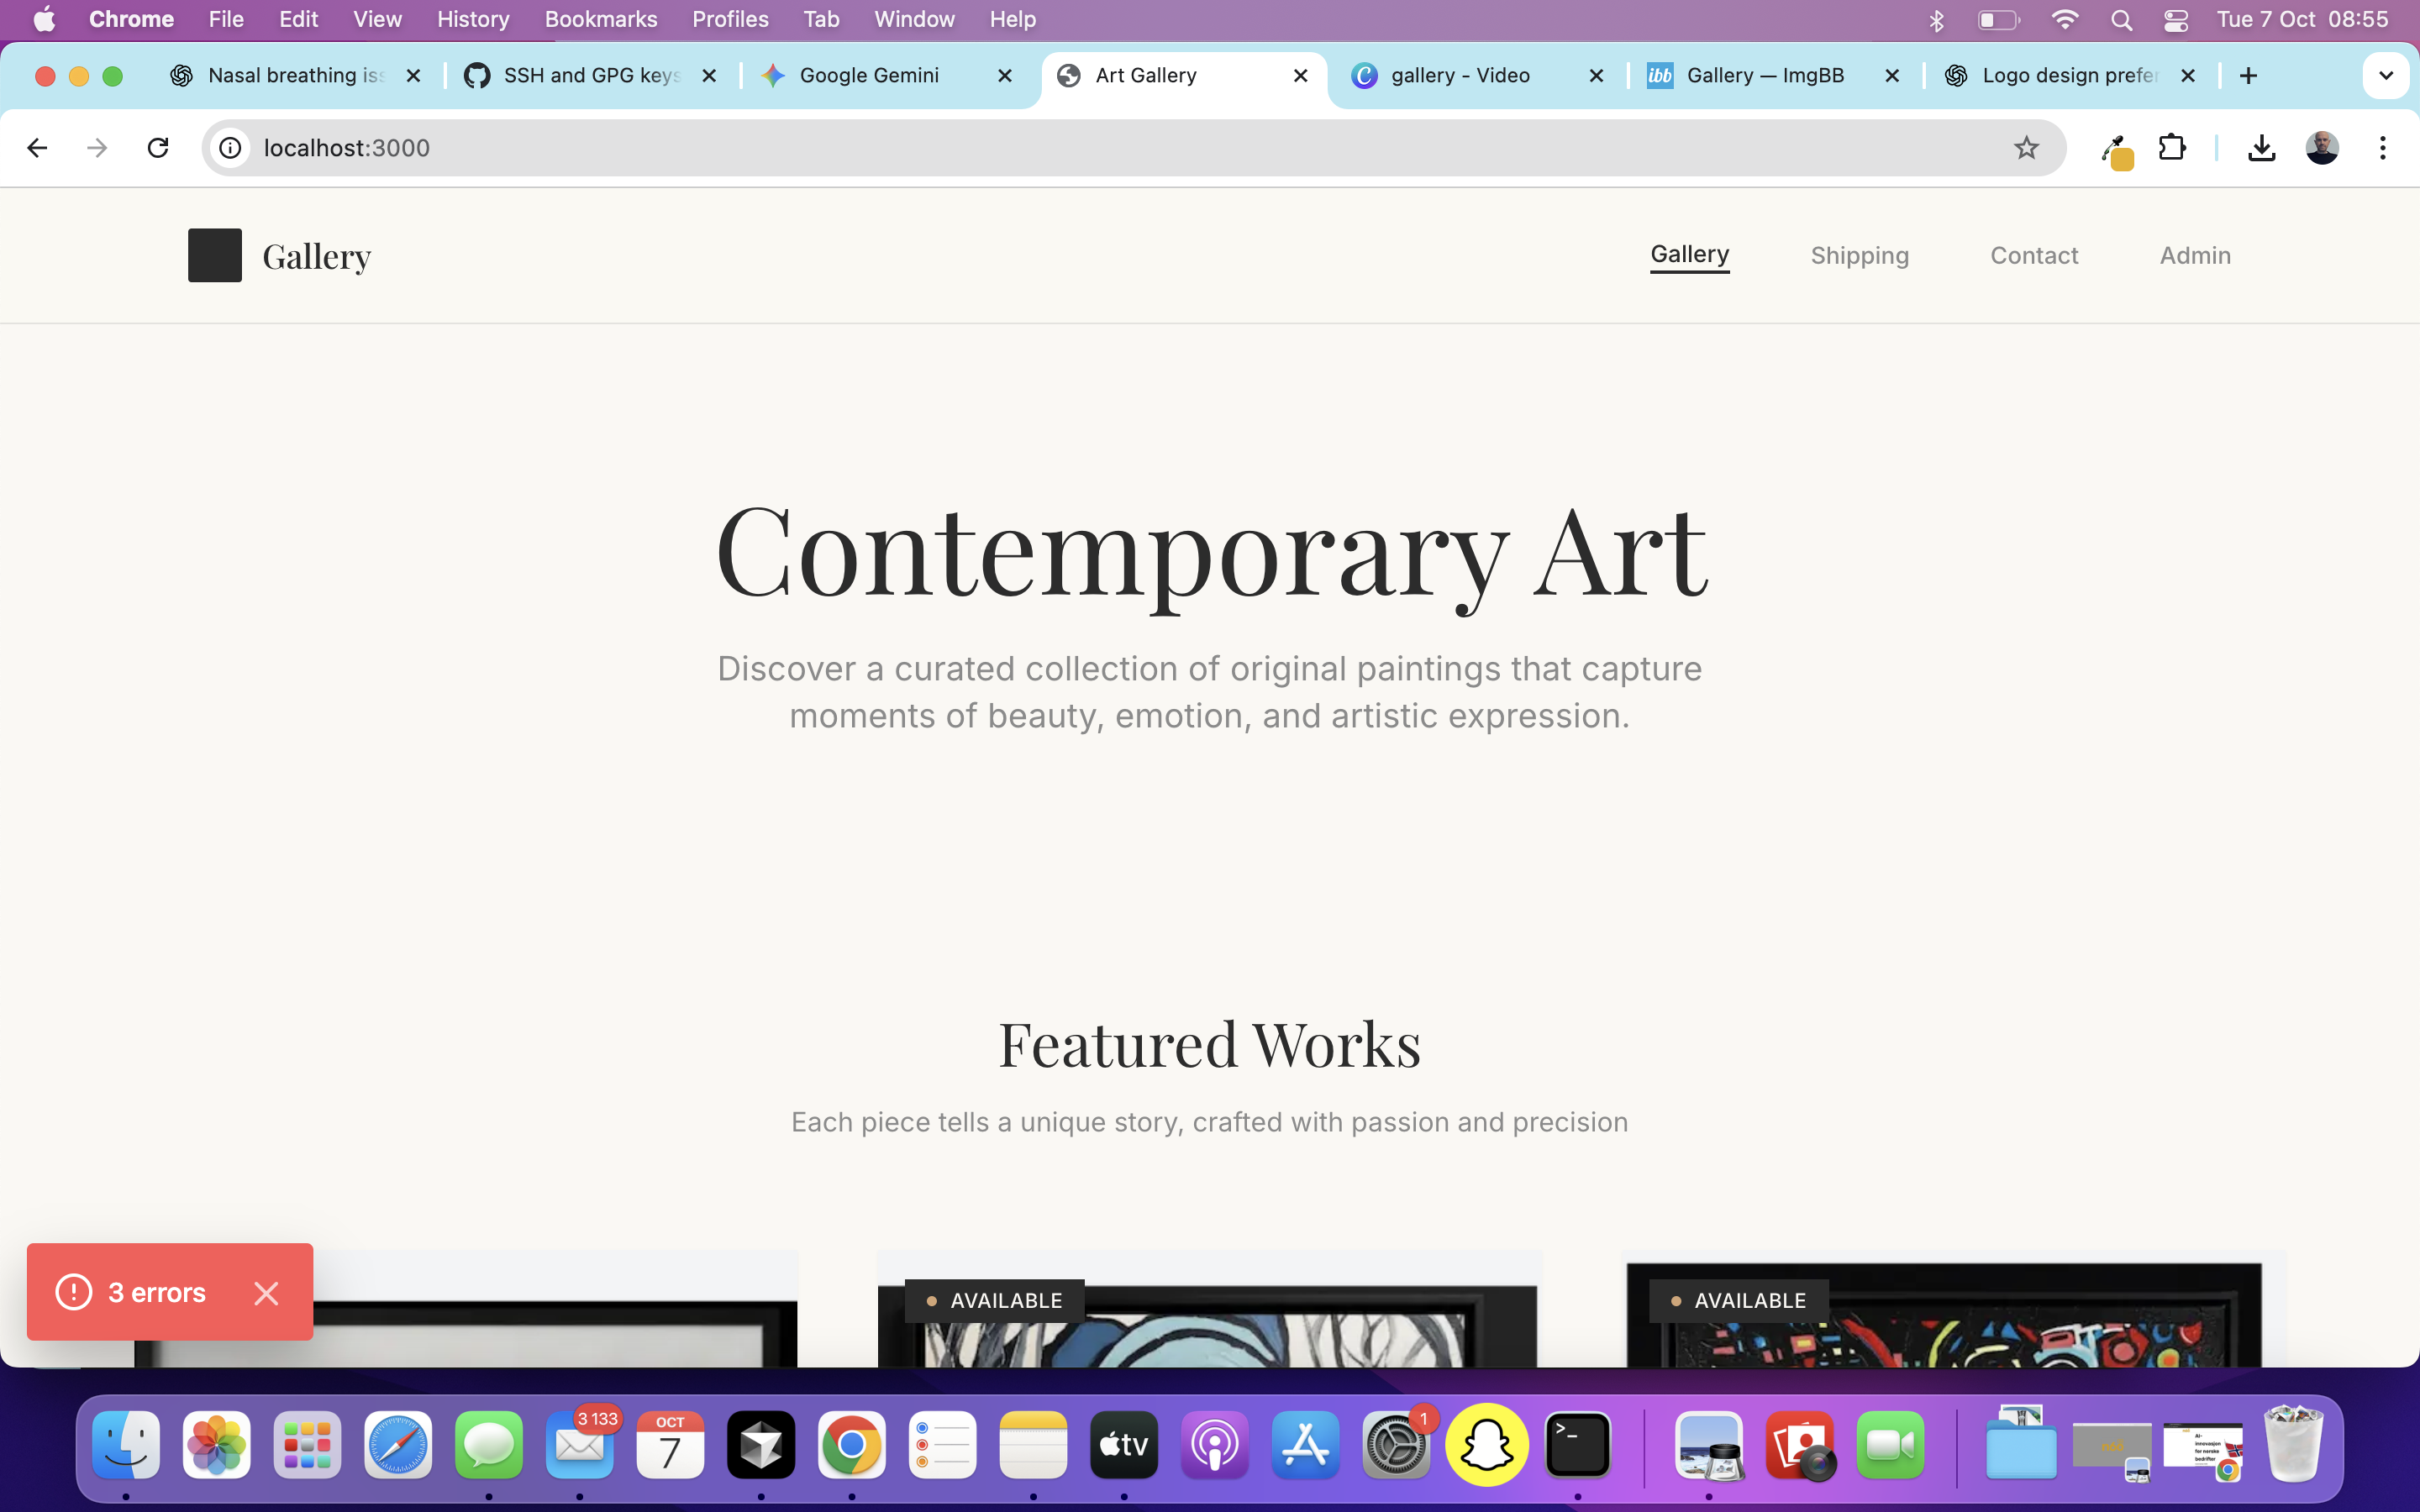 Chrome File Edit View History Bookmarks Profiles Tab Window Help Tue 7 Oct 08:55
Nasal breathing iss SSH and GPG keys Google Gemini Art Gallery gallery - Video ibb Gallery — ImgBB Logo design prefer
localhost:3000
Gallery Gallery Shipping Contact Admin
Contemporary Art
Discover a curated collection of original paintings that capture
moments of beauty, emotion, and artistic expression.
Featured Works
Each piece tells a unique story, crafted with passion and precision
3 errors
AVAILABLE AVAILABLE
3 133 OCT 1
7 tv